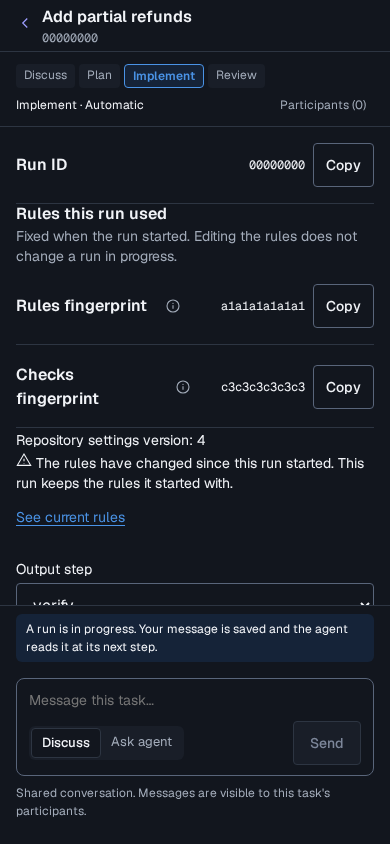 Add partial refunds
00000000
Discuss
Plan
Implement
Review
Implement · Automatic
Participants (0)
Run ID
00000000
Copy
Rules this run used
Fixed when the run started. Editing the rules does not
change a run in progress.
Rules fingerprint
a1a1a1a1a1a1
Copy
Checks
fingerprint
c3c3c3c3c3c3
Copy
Repository settings version: 4
The rules have changed since this run started. This
run keeps the rules it started with.
See current rules
Output step
verify
A run is in progress. Your message is saved and the agent
reads it at its next step.
Message this task...
Discuss
Ask agent
Send
Shared conversation. Messages are visible to this task's
participants.